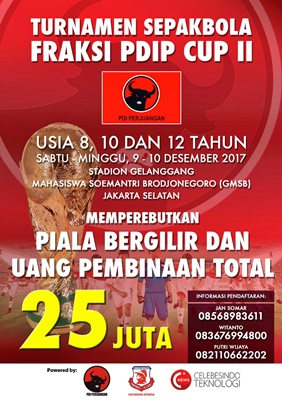 TURNAMEN SEPAKBOLA
FRAKSI PDIP CUP II
PDI PERJUANGAN
USIA 8, 10 DAN 12 TAHUN
SABTU - MINGGU, 9 - 10 DESEMBER 2017
STADION GELANGGANG
MAHASISWA SOEMANTRI BRODJONEGORO (GMSB)
JAKARTA SELATAN
MEMPEREBUTKAN
PIALA BERGILIR DAN
UANG PEMBINAAN TOTAL
25 JUTA
INFORMASI PENDAFTARAN:
JAN SOMAR
08568983611
WITANTO
083676994800
PUTRI WIJAYA
082110662202
Powered by:
PDI PERJUANGAN
NEWS
CELEBESINDO
TEKNOLOGI